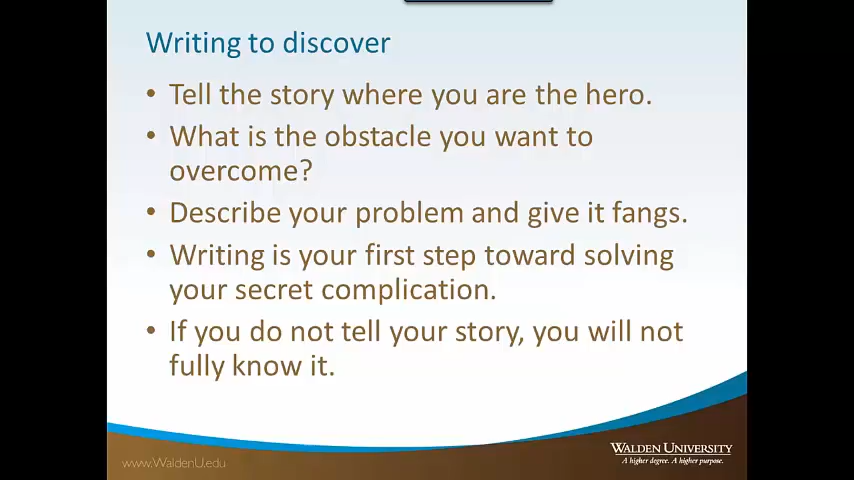 Writing to discover
• Tell the story where you are the hero.
• What is the obstacle you want to
overcome?
• Describe your problem and give it fangs.
• Writing is your first step toward solving
your secret complication.
• If you do not tell your story, you will not
fully know it.
WALDEN UNIVERSITY
A higher degree. A higher purpose.
www.WaldenU.edu